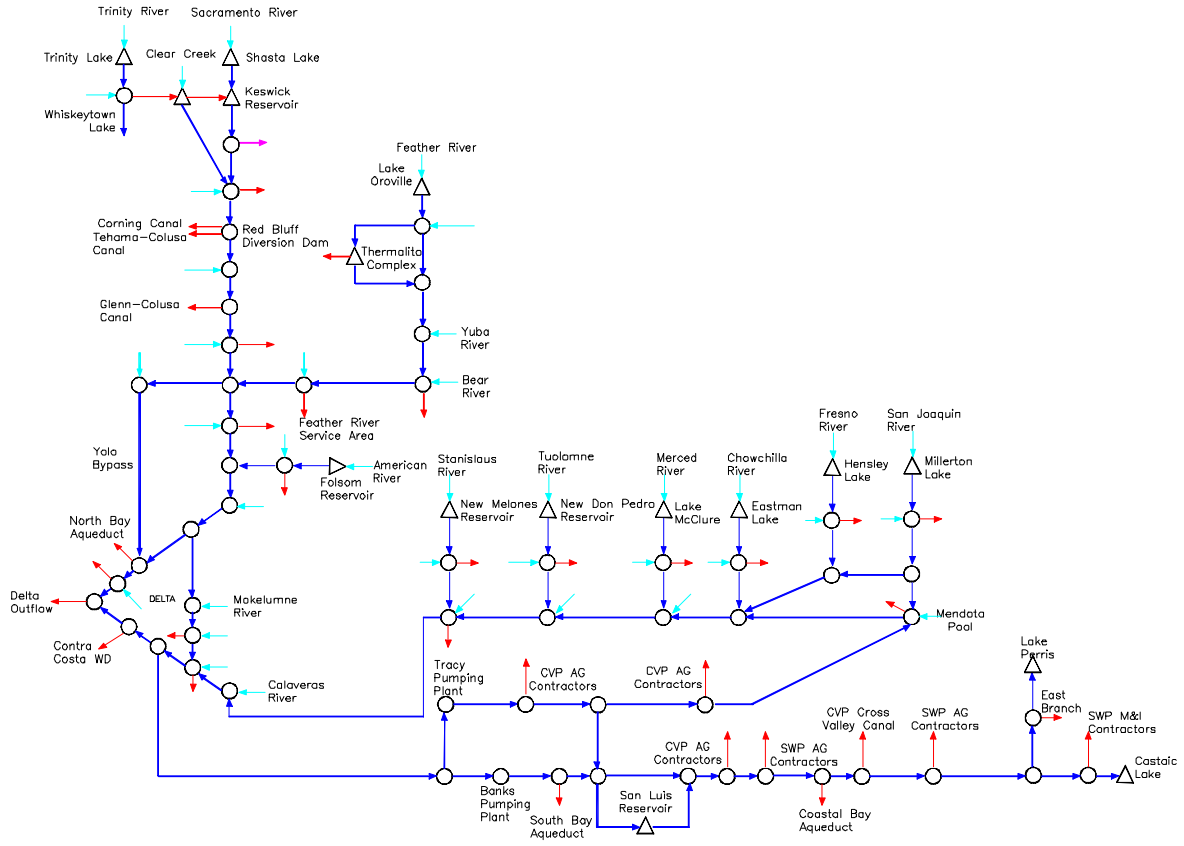 Trinity River
Sacramento River
Trinity Lake
Clear Creek
Shasta Lake
Keswick
Reservoir
Whiskeytown
Lake
Feather River
Lake
Oroville
Corning Canal
Tehama-Colusa
Canal
Red Bluff
Diversion Dam
Thermalito
Complex
Glenn-Colusa
Canal
Yuba
River
Bear
River
Feather River
Service Area
Yolo
Bypass
Folsom
Reservoir
American
River
Stanislaus
River
Tuolomne
River
Merced
River
Chowchilla
River
Fresno
River
San Joaquin
River
Hensley
Lake
Millerton
Lake
New Melones
Reservoir
New Don Pedro
Reservoir
Lake
McClure
Eastman
Lake
North Bay
Aqueduct
Delta
Outflow
DELTA
Mokelumne
River
Contra
Costa WD
Calaveras
River
Mendota
Pool
Tracy
Pumping
Plant
CVP AG
Contractors
CVP AG
Contractors
Lake
Perris
East
Branch
CVP AG
Contractors
SWP AG
Contractors
CVP Cross
Valley Canal
SWP AG
Contractors
SWP M&I
Contractors
Castaic
Lake
Banks
Pumping
Plant
South Bay
Aqueduct
San Luis
Reservoir
Coastal Bay
Aqueduct